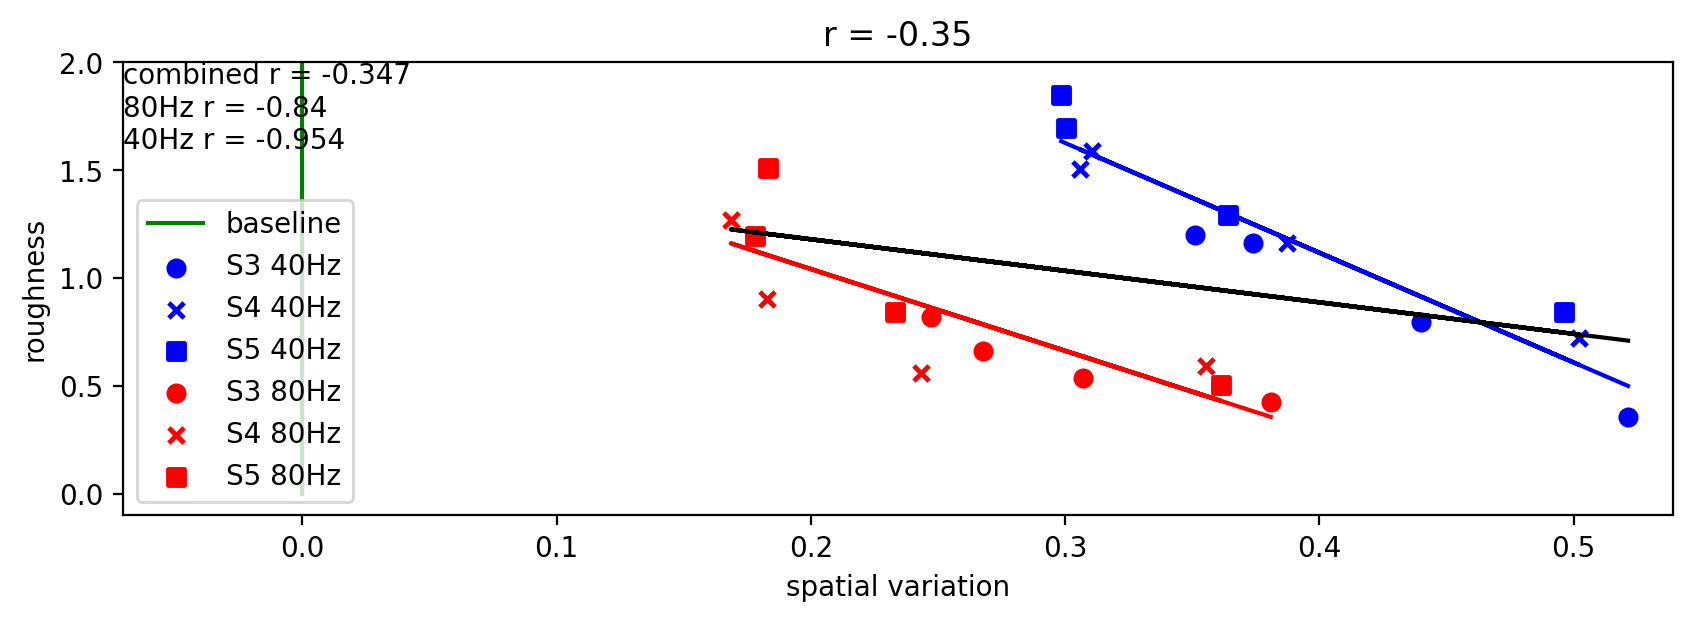 r = -0.35
combined r = -0.347
80Hz r = -0.84
40Hz r = -0.954
2.0
1.5
1.0
0.5
0.0
roughness
baseline
S3 40Hz
S4 40Hz
S5 40Hz
S3 80Hz
S4 80Hz
S5 80Hz
0.0 0.1 0.2 0.3 0.4 0.5
spatial variation